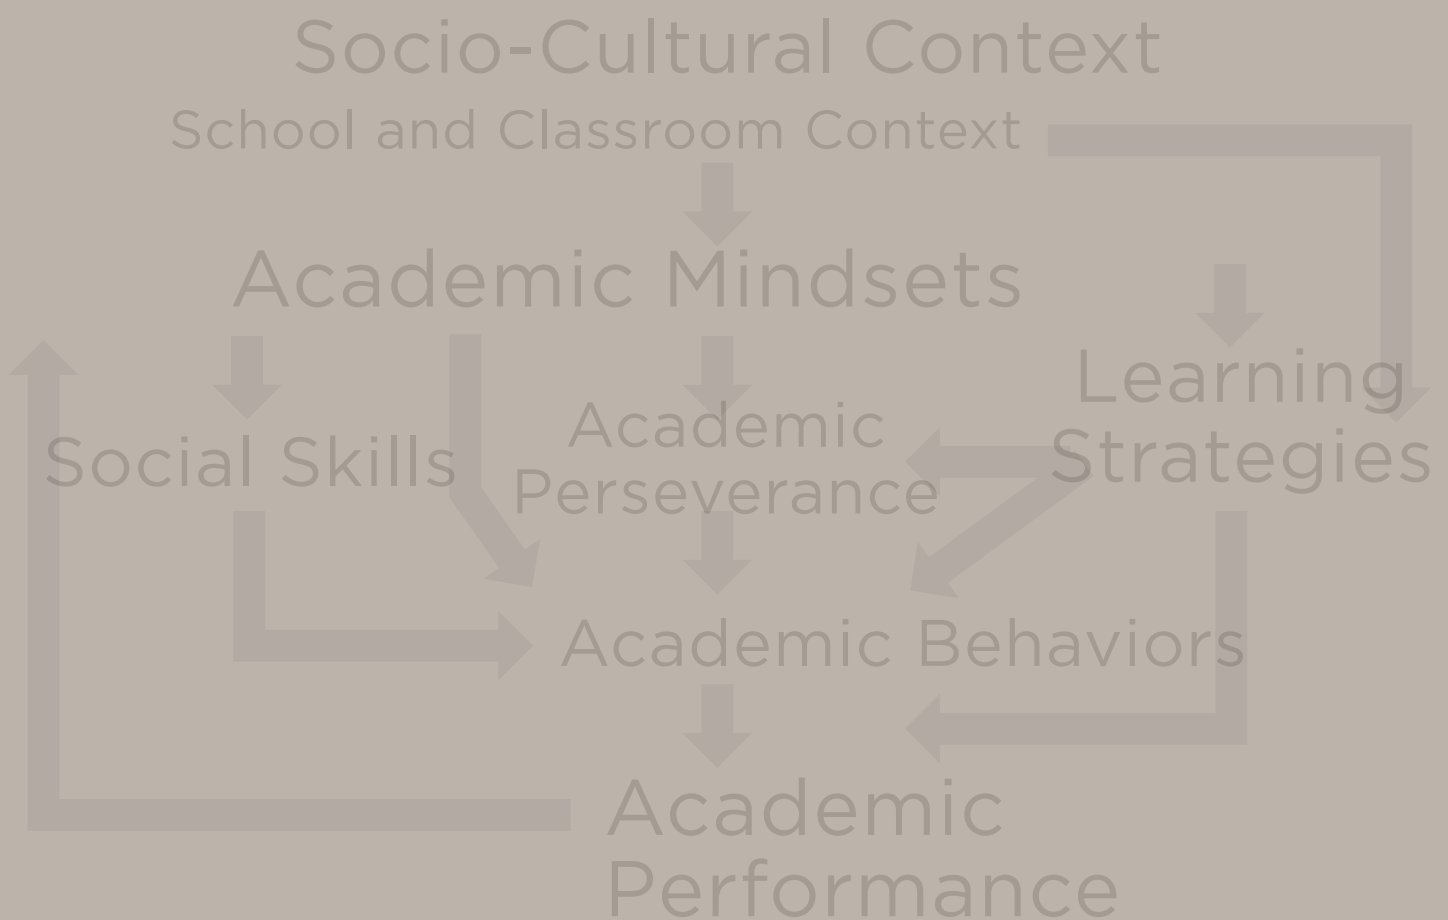 Socio-Cultural Context
School and Classroom Context
Academic Mindsets
Learning
Strategies
Social Skills
Academic
Perseverance
Academic Behaviors
Academic
Performance